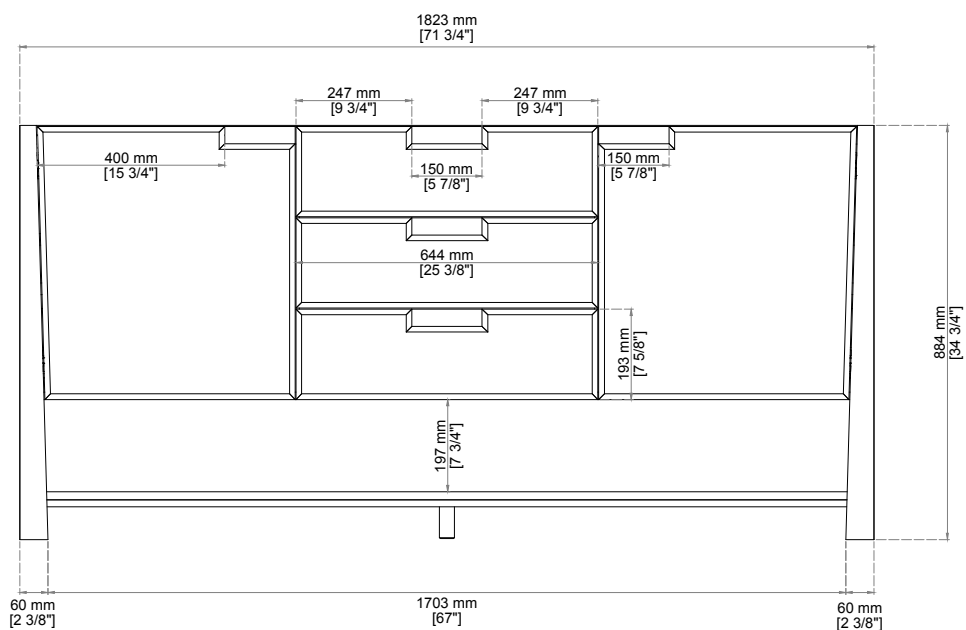 1823 mm
[71 3/4"]
247 mm
[9 3/4"]
247 mm
[9 3/4"]
400 mm
[15 3/4"]
150 mm
[5 7/8"]
150 mm
[5 7/8"]
644 mm
[25 3/8"]
193 mm
[7 5/8"]
884 mm
[34 3/4"]
197 mm
[7 3/4"]
60 mm
[2 3/8"]
1703 mm
[67"]
60 mm
[2 3/8"]